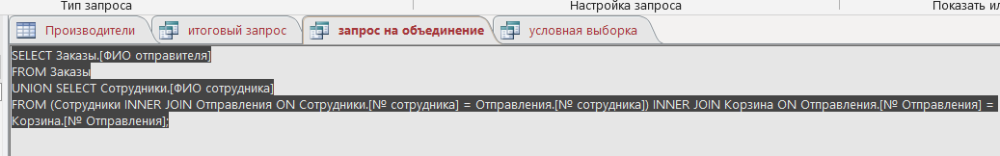 Тип запроса
Настройка запроса
Производители
итоговый запрос
запрос на объединение
условная выборка
SELECT Заказы.[ФИО отправителя]
FROM Заказы
UNION SELECT Сотрудники.[ФИО сотрудника]
FROM (Сотрудники INNER JOIN Отправления ON Сотрудники.[№ сотрудника] = Отправления.[№ сотрудника]) INNER JOIN Корзина ON Отправления.[№ Отправления] =
Корзина.[№ Отправления];